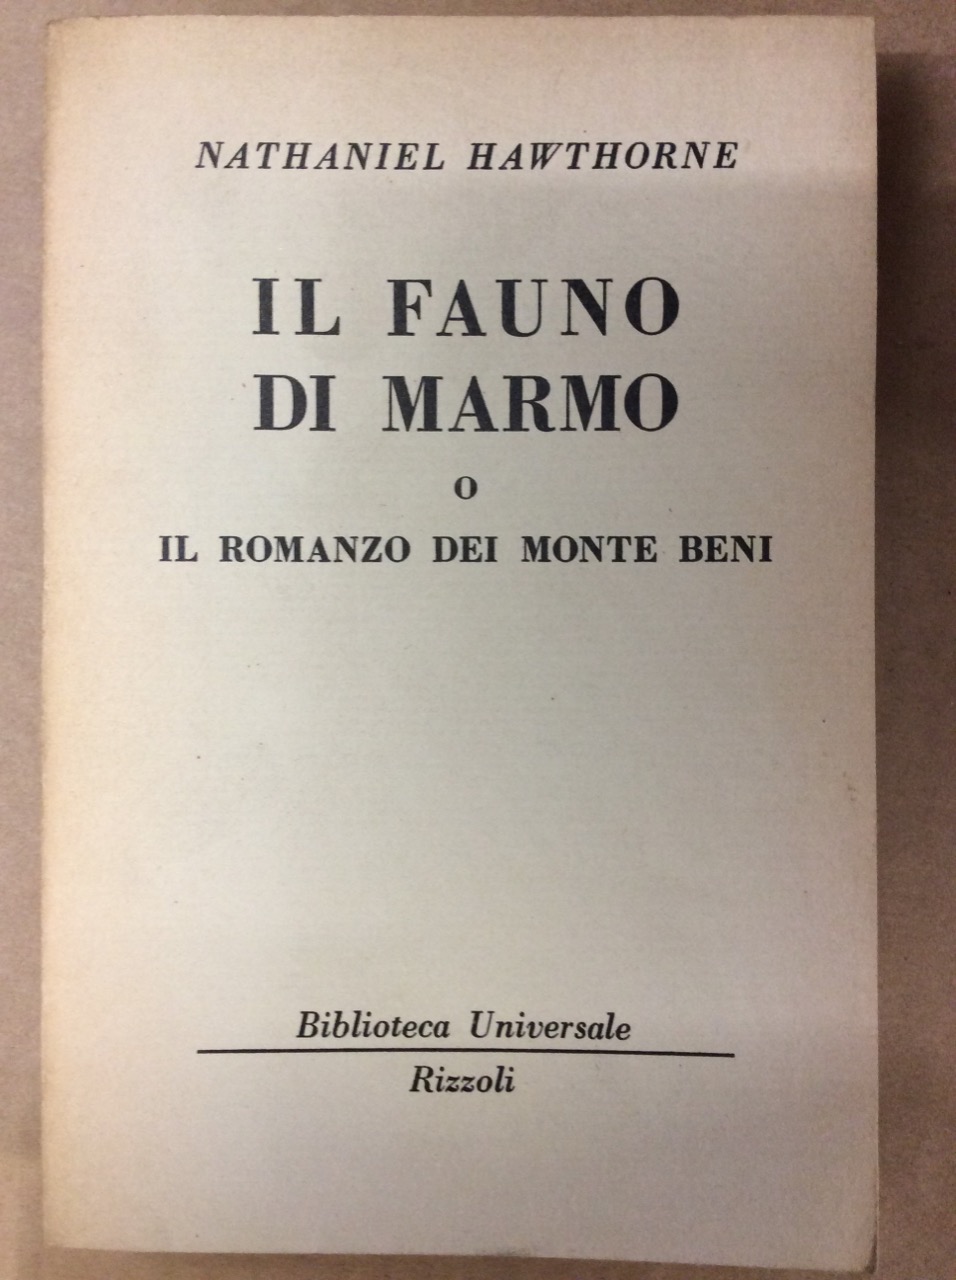 NATHANIEL HAWTHORNE
IL FAUNO
DI MARMO
O
IL ROMANZO DEI MONTE BENI
Biblioteca Universale
Rizzoli